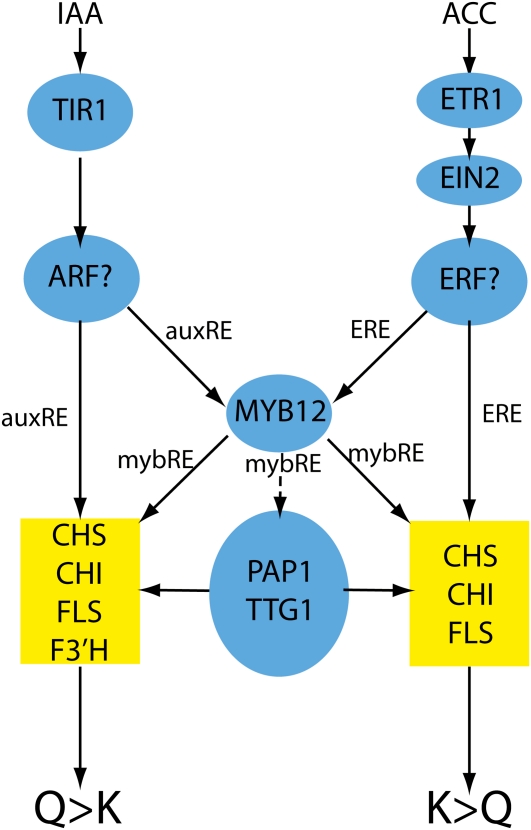 IAA
ACC
TIR1
ETR1
EIN2
ARF?
ERF?
auxRE
ERE
MYB12
auxRE
ERE
mybRE
mybRE
mybRE
CHS
CHI
FLS
F3’H
PAP1
TTG1
CHS
CHI
FLS
Q>K
K>Q